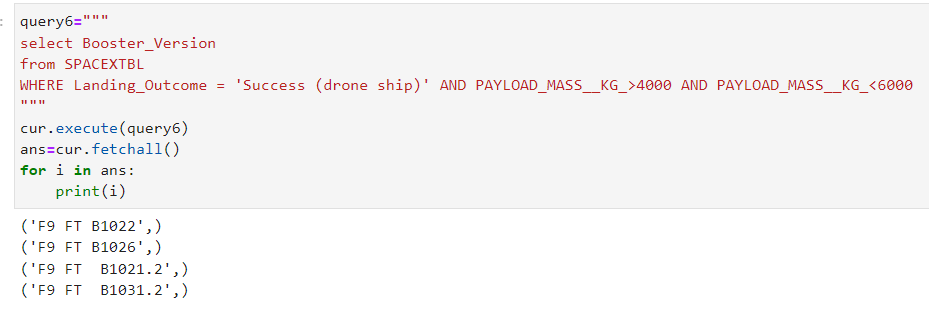 :
query6="""
select Booster_Version
from SPACEXTBL
WHERE Landing_Outcome = 'Success (drone ship)' AND PAYLOAD_MASS__KG_>4000 AND PAYLOAD_MASS__KG_<6000
"""
cur.execute(query6)
ans=cur.fetchall()
for i in ans:
    print(i)
('F9 FT B1022',)
('F9 FT B1026',)
('F9 FT  B1021.2',)
('F9 FT  B1031.2',)